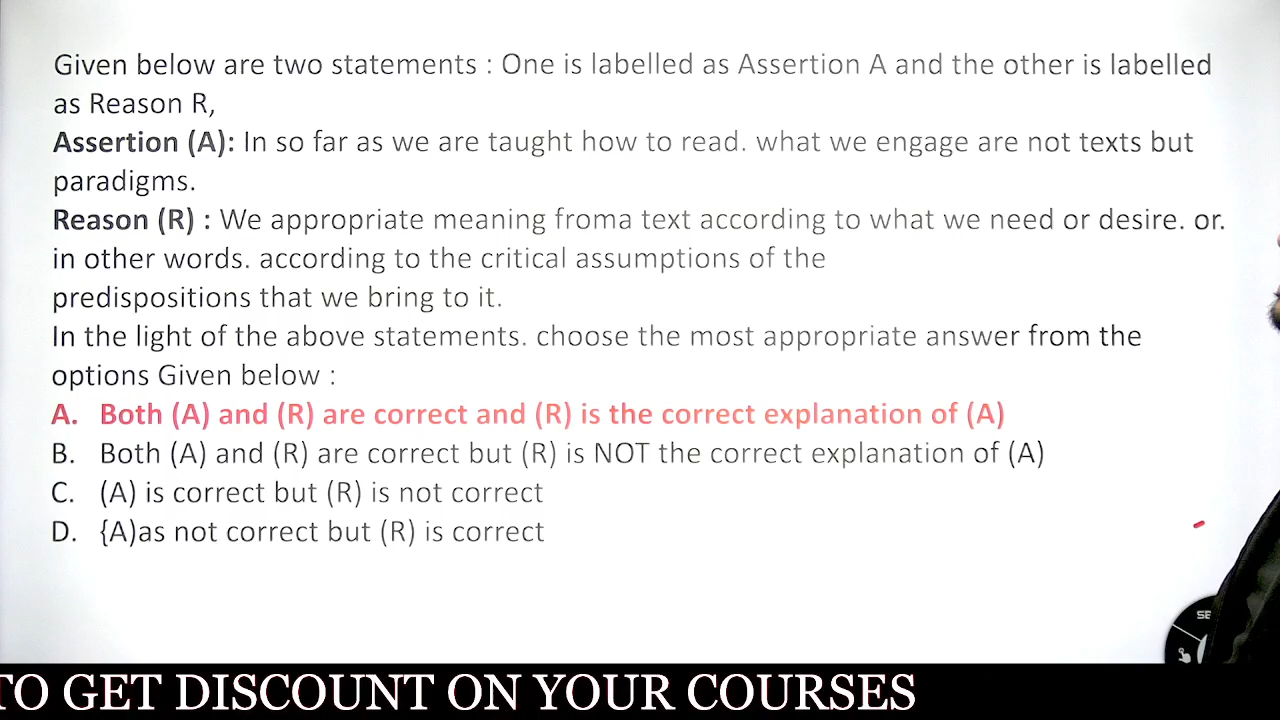 Given below are two statements : One is labelled as Assertion A and the other is labelled
as Reason R,
Assertion (A): In so far as we are taught how to read. what we engage are not texts but
paradigms.
Reason (R) : We appropriate meaning froma text according to what we need or desire. or.
in other words. according to the critical assumptions of the
predispositions that we bring to it.
In the light of the above statements. choose the most appropriate answer from the
options Given below :
A. Both (A) and (R) are correct and (R) is the correct explanation of (A)
B. Both (A) and (R) are correct but (R) is NOT the correct explanation of (A)
C. (A) is correct but (R) is not correct
D. {A)as not correct but (R) is correct
SE
TO GET DISCOUNT ON YOUR COURSES